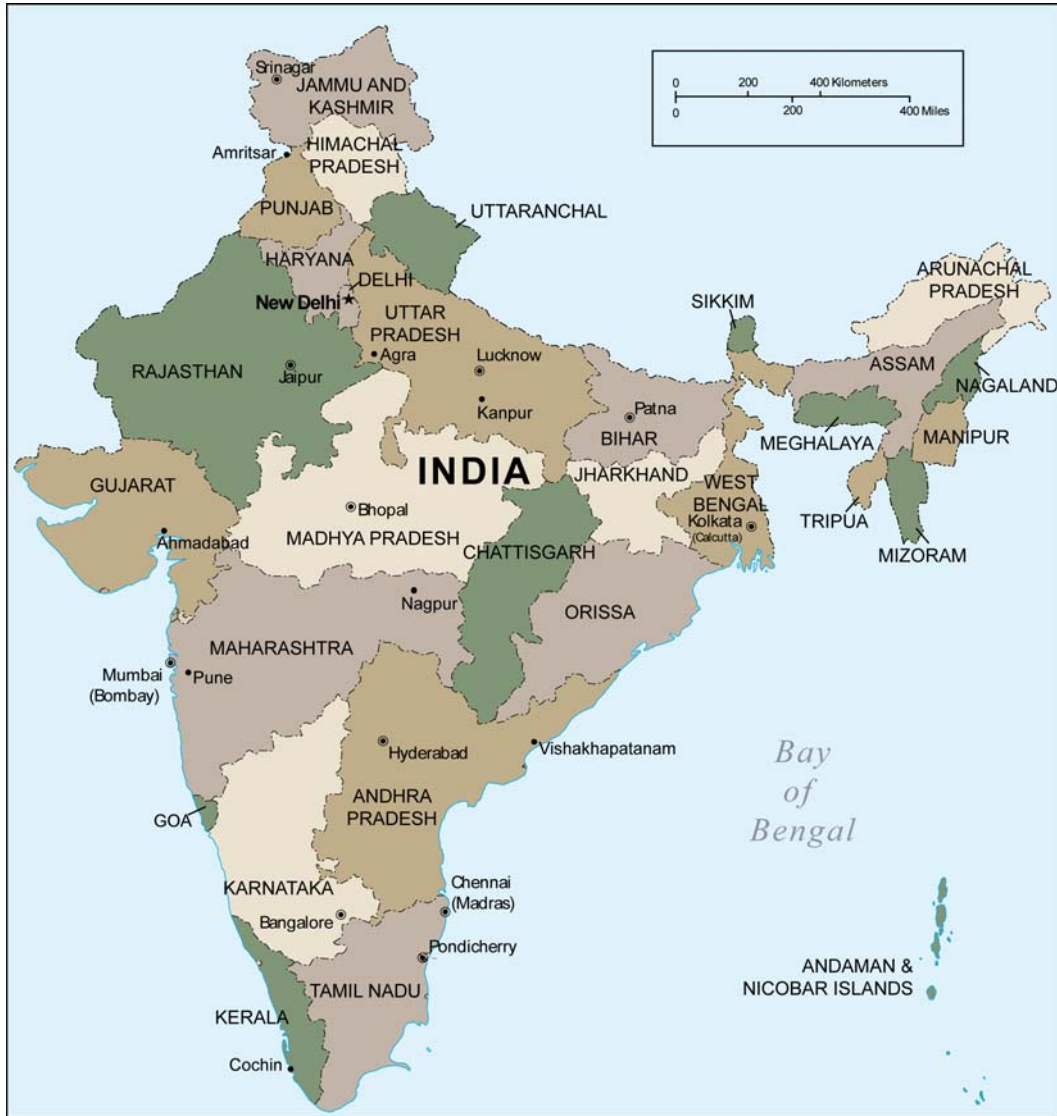 Srinagar
JAMMU AND
KASHMIR
0 200 400 Kilometers
0 200 400 Miles
HIMACHAL
PRADESH
Amritsar
PUNJAB
UTTARANCHAL
HARYANA
DELHI
New Delhi
UTTAR
PRADESH
Agra
Lucknow
Kanpur
RAJASTHAN
Jaipur
SIKKIM
ARUNACHAL
PRADESH
ASSAM
NAGALAND
MEGHALAYA
MANIPUR
TRIPUA
MIZORAM
Patna
BIHAR
JHARKHAND
WEST
BENGAL
Kolkata
(Calcutta)
INDIA
GUJARAT
Ahmadabad
Bhopal
MADHYA PRADESH
CHATTISGARH
Nagpur
ORISSA
MAHARASHTRA
Mumbai
(Bombay)
Pune
Hyderabad
Vishakhapatanam
ANDHRA
PRADESH
GOA
Bay
of
Bengal
KARNATAKA
Bangalore
Chennai
(Madras)
Pondicherry
TAMIL NADU
KERALA
Cochin
ANDAMAN &
NICOBAR ISLANDS